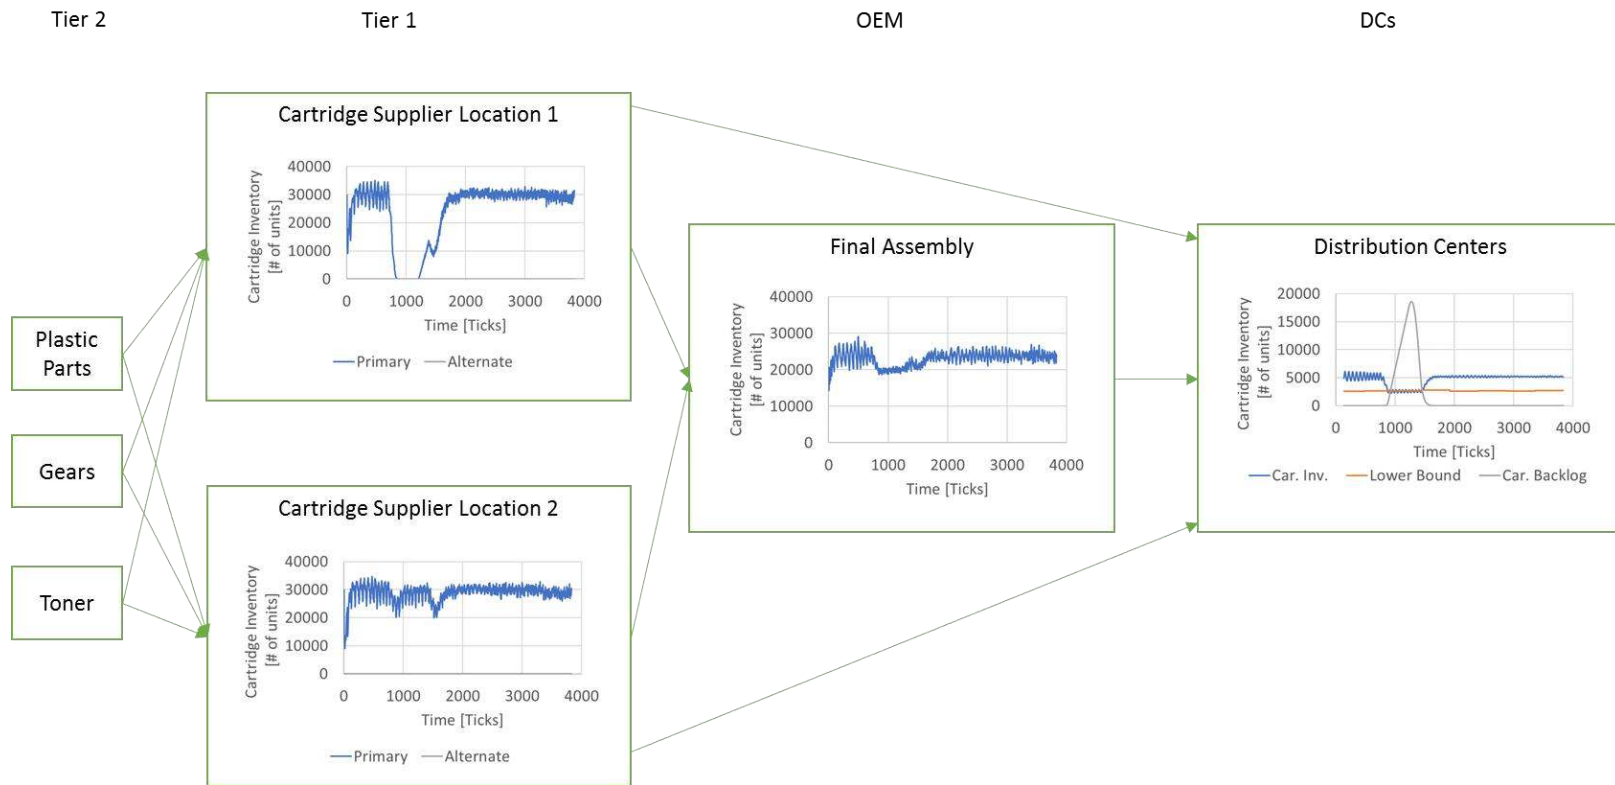 Tier 2
Tier 1
OEM
DCs
Plastic
Parts
Gears
Toner
Cartridge Supplier Location 1
Cartridge Inventory
[# of units]
40000
30000
20000
10000
0
0 1000 2000 3000 4000
Time [Ticks]
Primary Alternate
Cartridge Supplier Location 2
Cartridge Inventory
[# of units]
40000
30000
20000
10000
0
0 1000 2000 3000 4000
Time [Ticks]
Primary Alternate
Final Assembly
Cartridge Inventory
[# of units]
40000
30000
20000
10000
0
0 1000 2000 3000 4000
Time [Ticks]
Distribution Centers
Cartridge Inventory
[# of units]
20000
15000
10000
5000
0
0 1000 2000 3000 4000
Time [Ticks]
Car. Inv. Lower Bound Car. Backlog